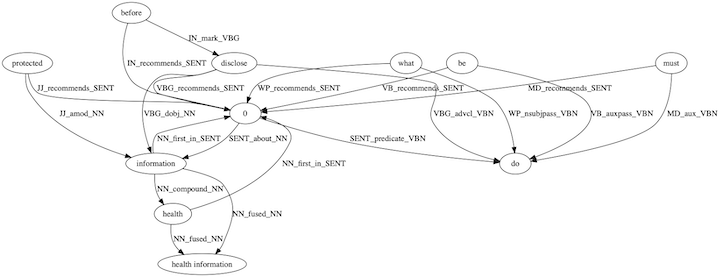 before
IN_mark_VBG
protected
disclose
what
be
must
IN_recommends_SENT
JJ_recommends_SENT
VBG_recommends_SENT
WP_recommends_SENT
VB_recommends_SENT
MD_recomends_SENT
JJ_amod_NN
VBG_dobj_NN
0
VBG_advcl_VBN
WP_nsubjpass_VBN
VB_auxpass_VBN
MD_aux_VBN
NN_first_in_SENT
SENT_about_NN
SENT_predicate_VBN
information
NN_first_in_SENT
do
NN_compound_NN
health
NN_fused_NN
NN_fused_NN
health information